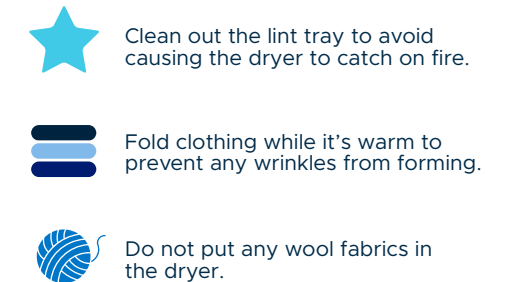 Clean out the lint tray to avoid
causing the dryer to catch on fire.
Fold clothing while it’s warm to
prevent any wrinkles from forming.
Do not put any wool fabrics in
the dryer.